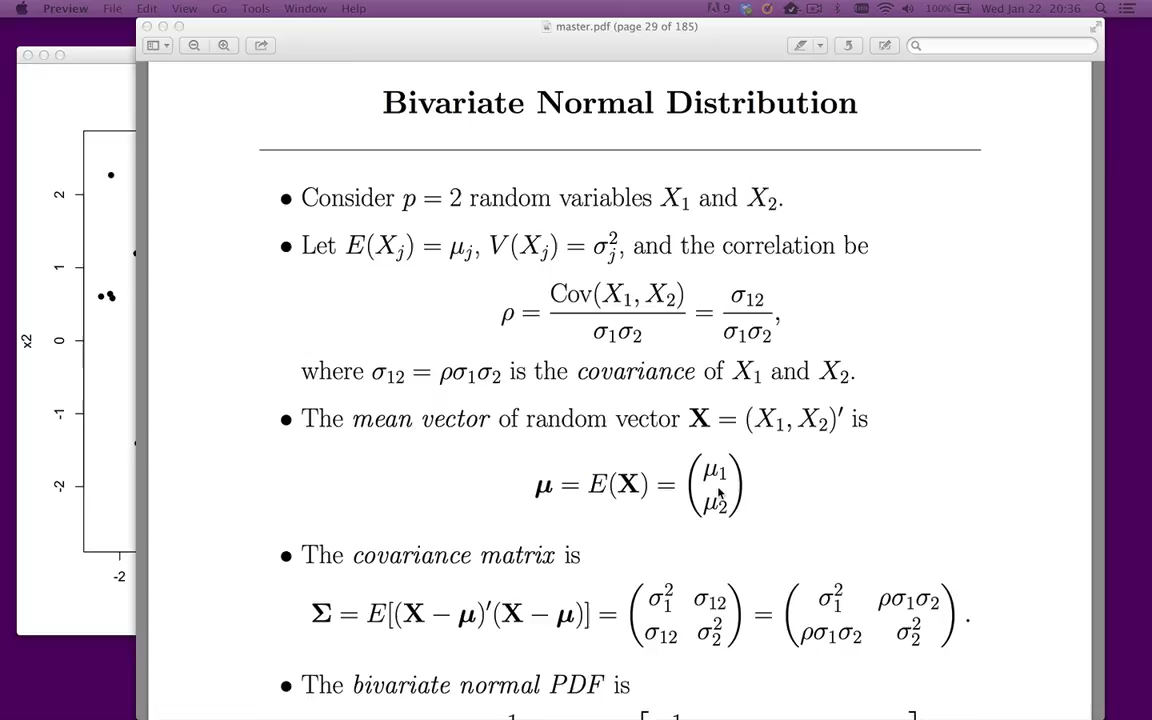 Preview File Edit View Go Tools Window Help 9 100% Wed Jan 22 20:36
master.pdf (page 29 of 185)
Bivariate Normal Distribution
• Consider p = 2 random variables X₁ and X₂.
• Let E(Xⱼ) = μⱼ, V(Xⱼ) = σⱼ², and the correlation be
ρ = Cov(X₁, X₂) / σ₁σ₂ = σ₁₂ / σ₁σ₂,
where σ₁₂ = ρσ₁σ₂ is the covariance of X₁ and X₂.
• The mean vector of random vector X = (X₁, X₂)′ is
μ = E(X) = (μ₁ μ₂)
• The covariance matrix is
Σ = E[(X − μ)′(X − μ)] = (σ₁² σ₁₂ σ₁₂ σ₂²) = (σ₁² ρσ₁σ₂ ρσ₁σ₂ σ₂²).
• The bivariate normal PDF is
x2
2
1
0
-1
-2
-2